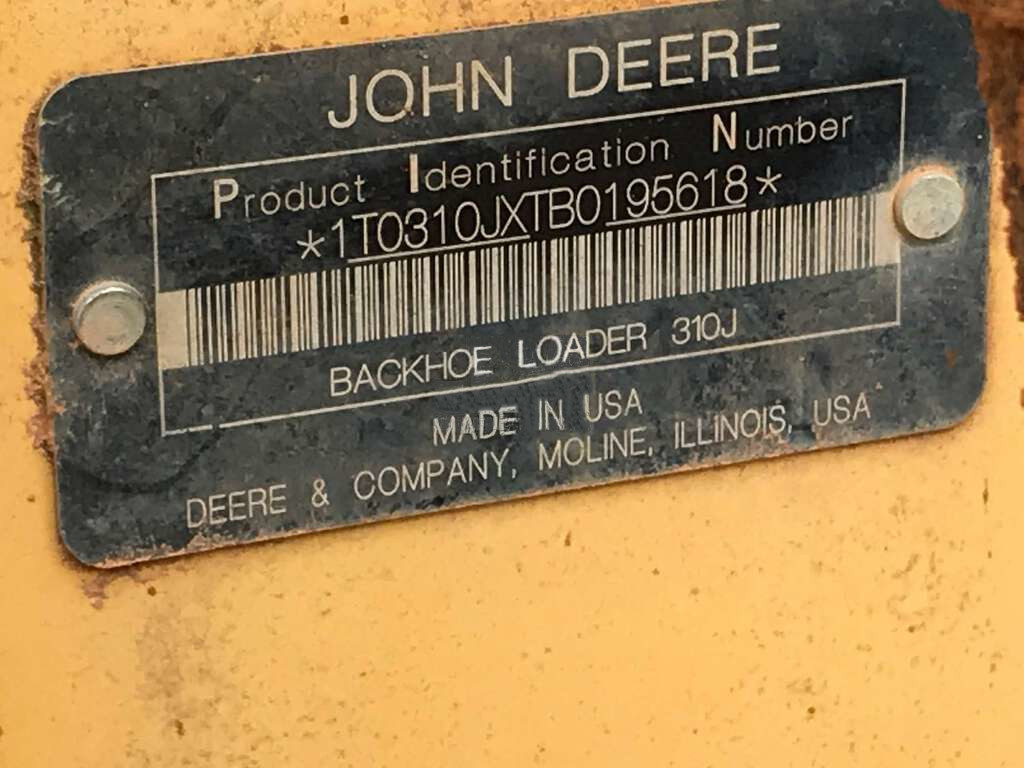 JOHN DEERE
Product Identification Number
*1T0310JXTB0195618*
BACKHOE LOADER 310J
MADE IN USA
DEERE & COMPANY, MOLINE, ILLINOIS, USA